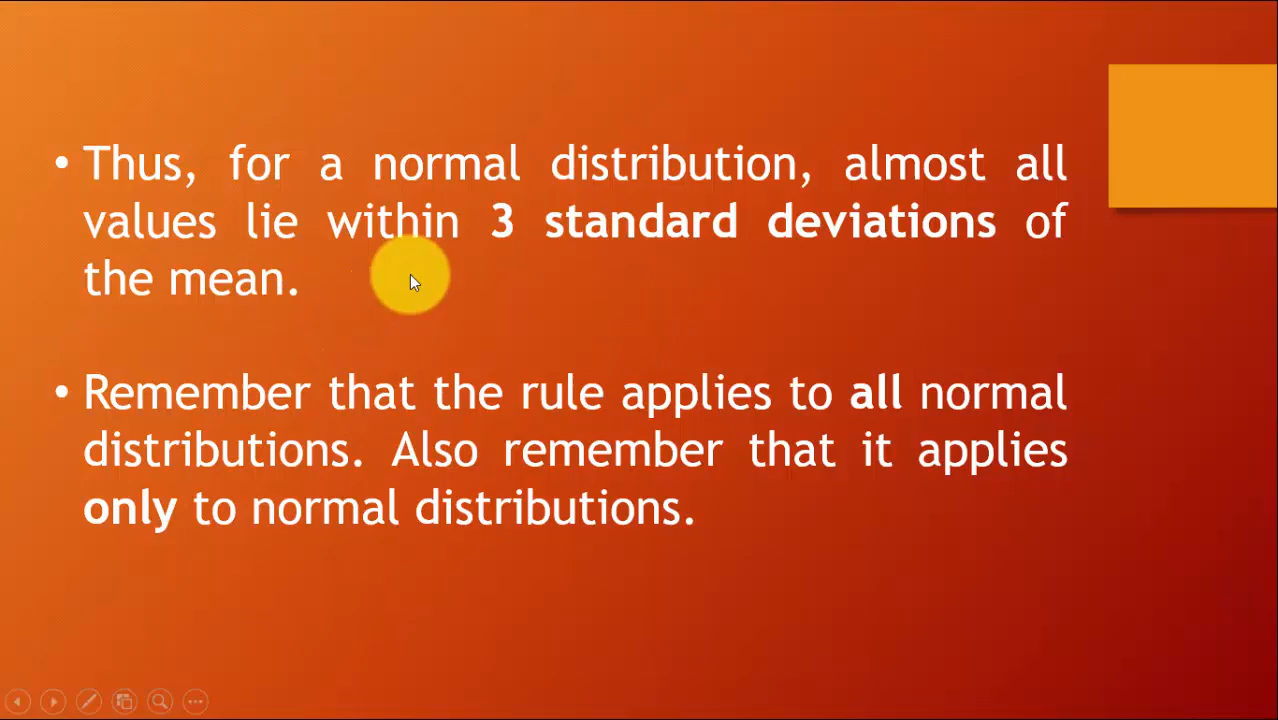 • Thus, for a normal distribution, almost all
values lie within 3 standard deviations of
the mean.
• Remember that the rule applies to all normal
distributions. Also remember that it applies
only to normal distributions.